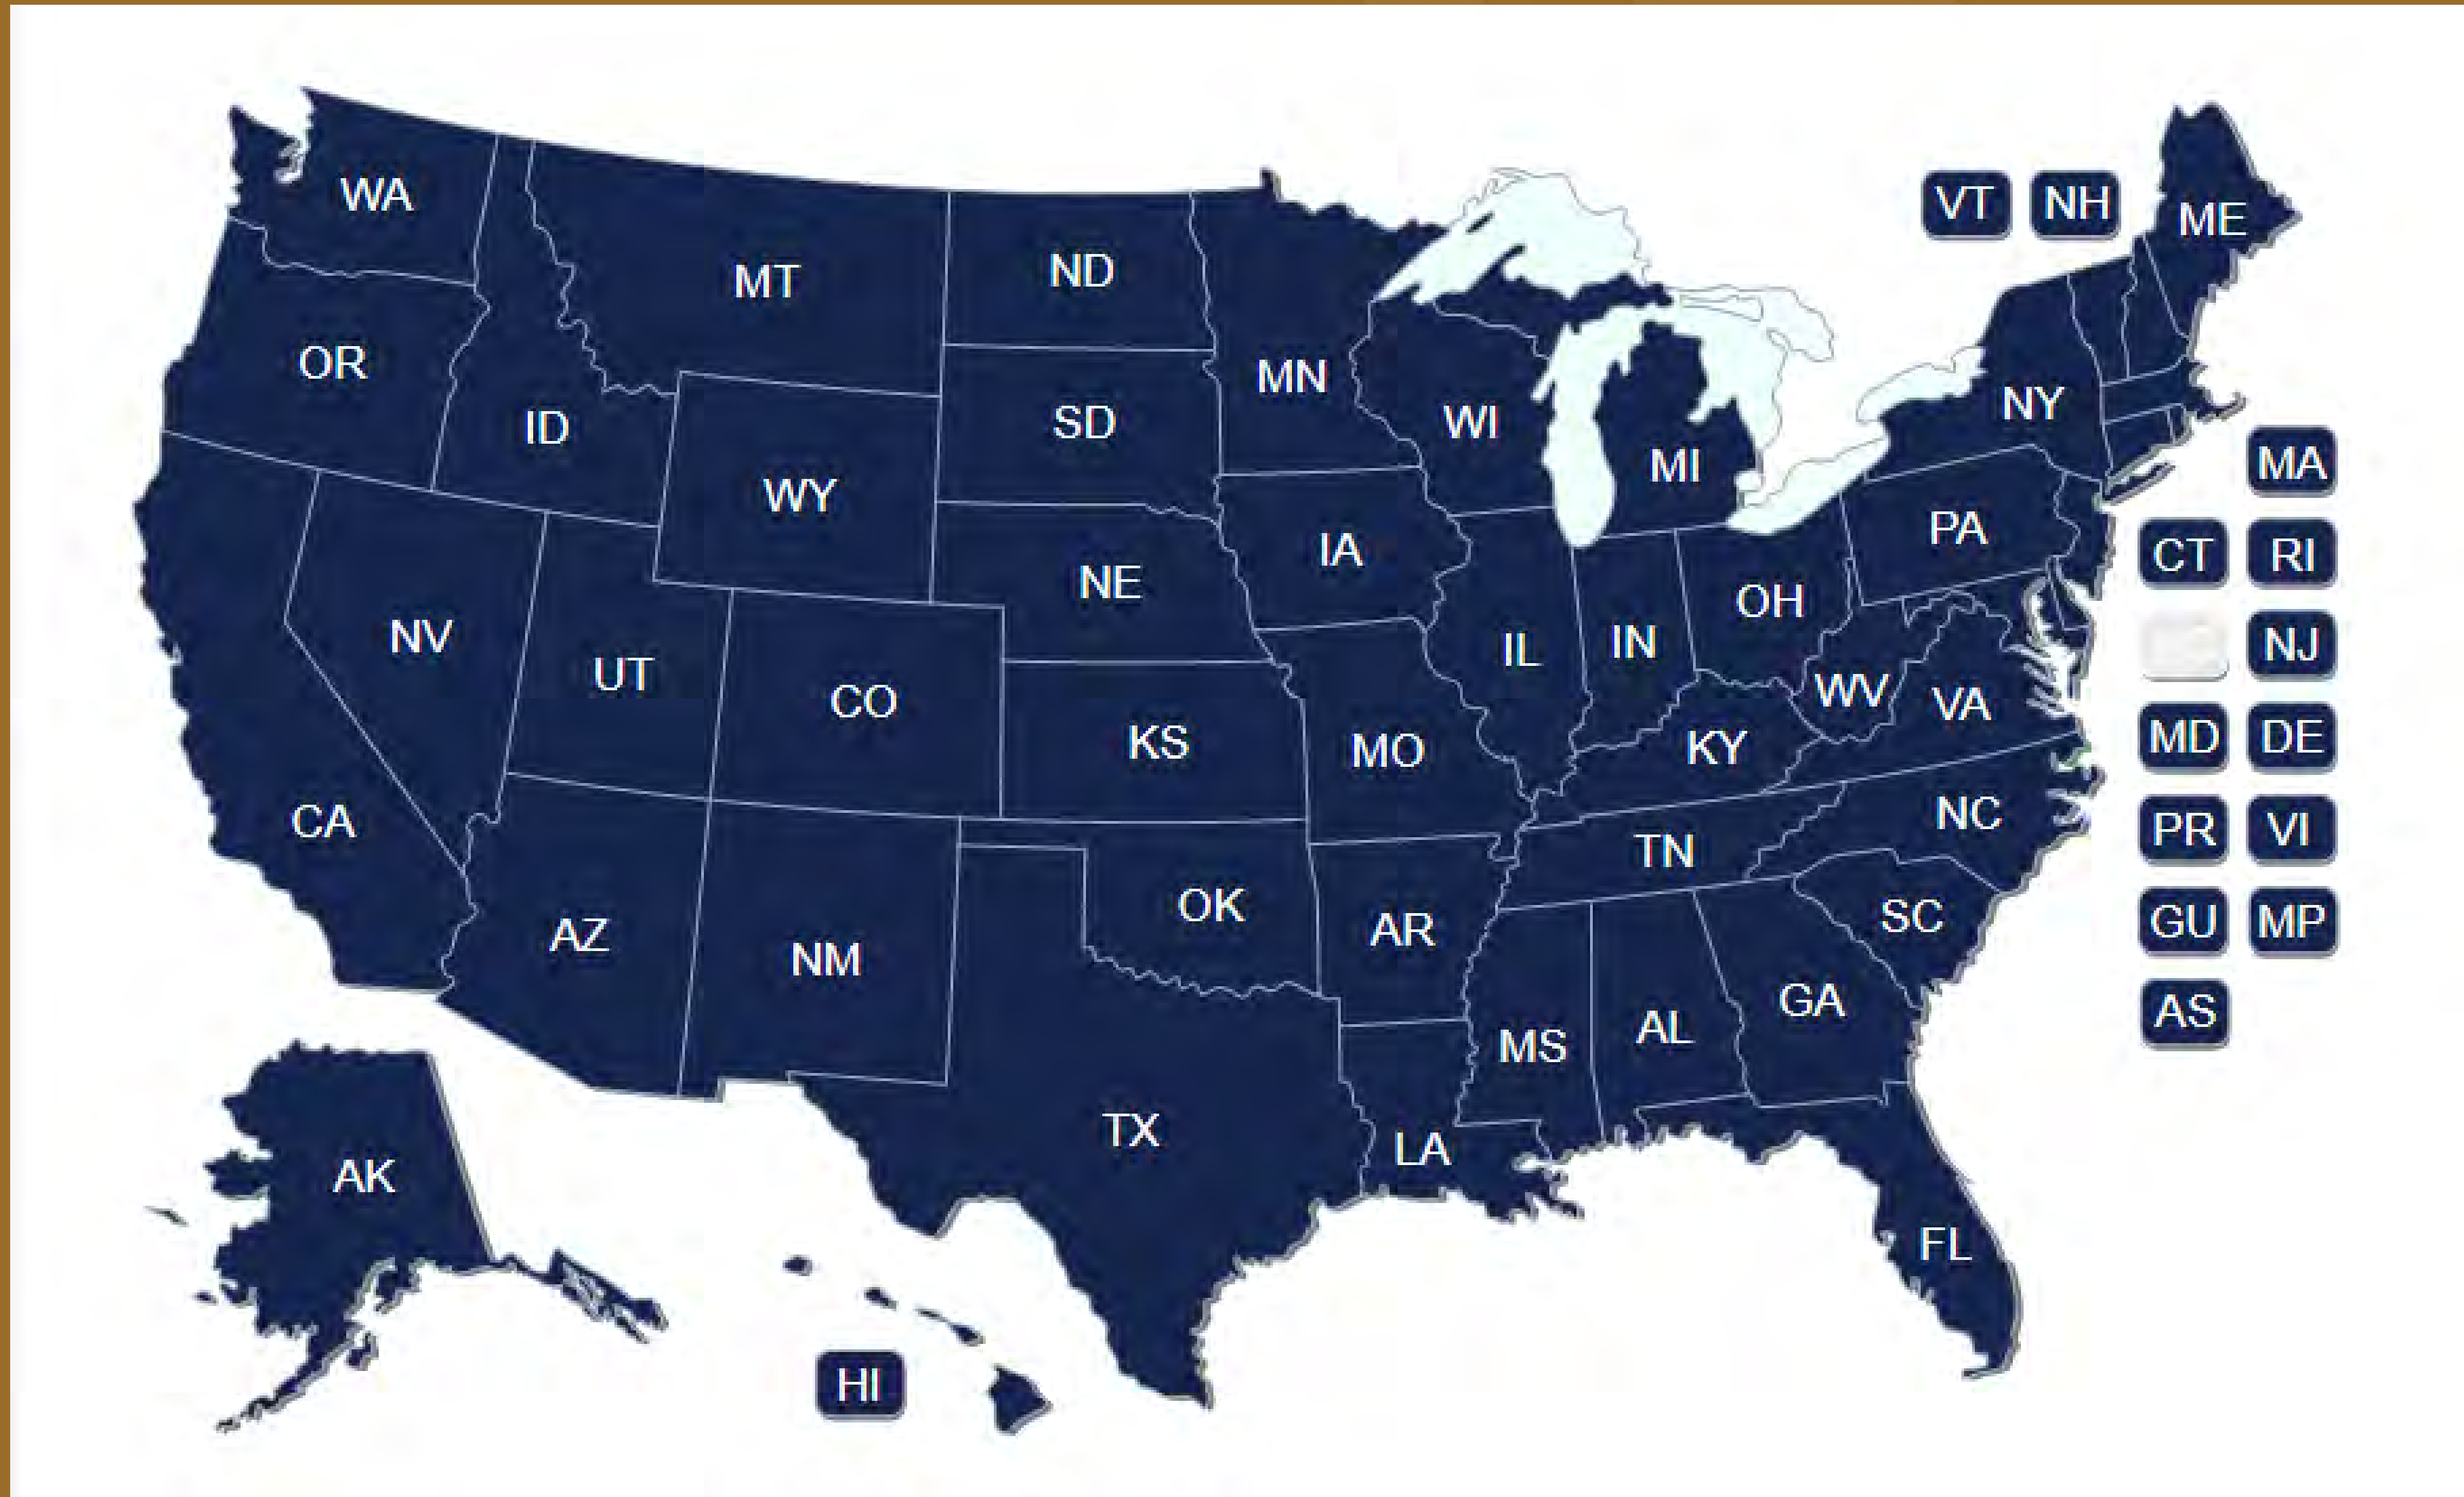 WA
VT NH
ME
MT
ND
OR
MN
NY
ID
SD
WI
MI
MA
WY
PA
IA
CT RI
NE
OH
NV
IL
IN
NJ
UT
CO
WV
VA
KS
MO
KY
MD DE
CA
NC
TN
PR VI
AZ
OK
AR
SC
GU MP
NM
GA
AS
MS
AL
TX
LA
AK
FL
HI